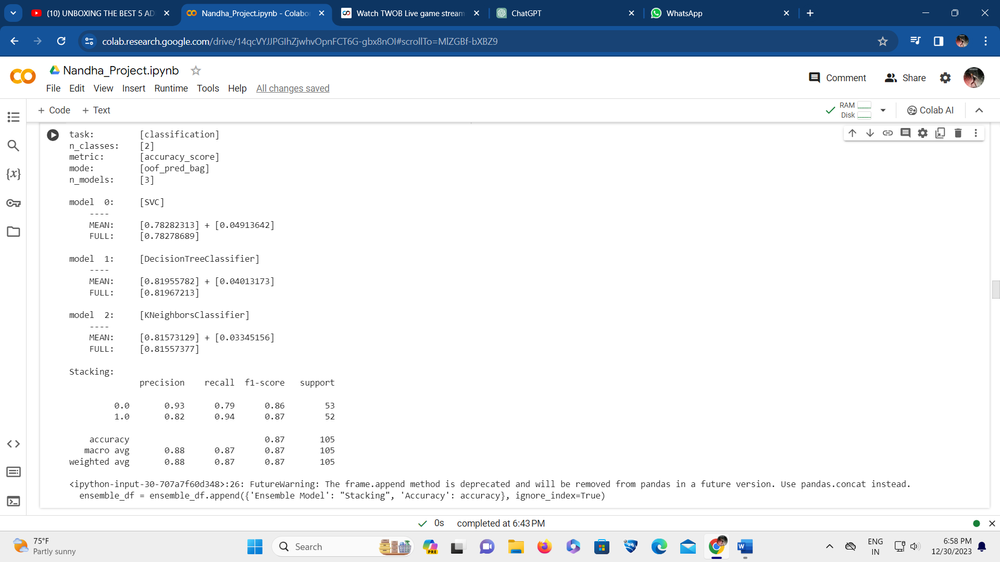 (10) UNBOXING THE BEST 5 AD
Nandha_Project.ipynb - Colabor
Watch TWOB Live game stream
ChatGPT
WhatsApp
colab.research.google.com/drive/14qcVYJJPGIhZjwhvOpnFCT6G-gbx8nOI#scrollTo=MlZGBf-bXBZ9
Nandha_Project.ipynb
Comment
Share
File Edit View Insert Runtime Tools Help All changes saved
+ Code + Text
RAM
Disk
Colab AI
task: [classification]
n_classes: [2]
metric: [accuracy_score]
mode: [oof_pred_bag]
n_models: [3]
model 0: [SVC]
----
MEAN: [0.78282313] + [0.04913642]
FULL: [0.78278689]
model 1: [DecisionTreeClassifier]
----
MEAN: [0.81955782] + [0.04013173]
FULL: [0.81967213]
model 2: [KNeighborsClassifier]
----
MEAN: [0.81573129] + [0.03345156]
FULL: [0.81557377]
Stacking:
precision recall f1-score support
0.0 0.93 0.79 0.86 53
1.0 0.82 0.94 0.87 52
accuracy 0.87 105
macro avg 0.88 0.87 0.87 105
weighted avg 0.88 0.87 0.87 105
<ipython-input-30-707a7f60d348>:26: FutureWarning: The frame.append method is deprecated and will be removed from pandas in a future version. Use pandas.concat instead.
ensemble_df = ensemble_df.append({'Ensemble Model': "Stacking", 'Accuracy': accuracy}, ignore_index=True)
0s completed at 6:43 PM
75°F
Partly sunny
Search
PRE
ENG
IN
6:58 PM
12/30/2023